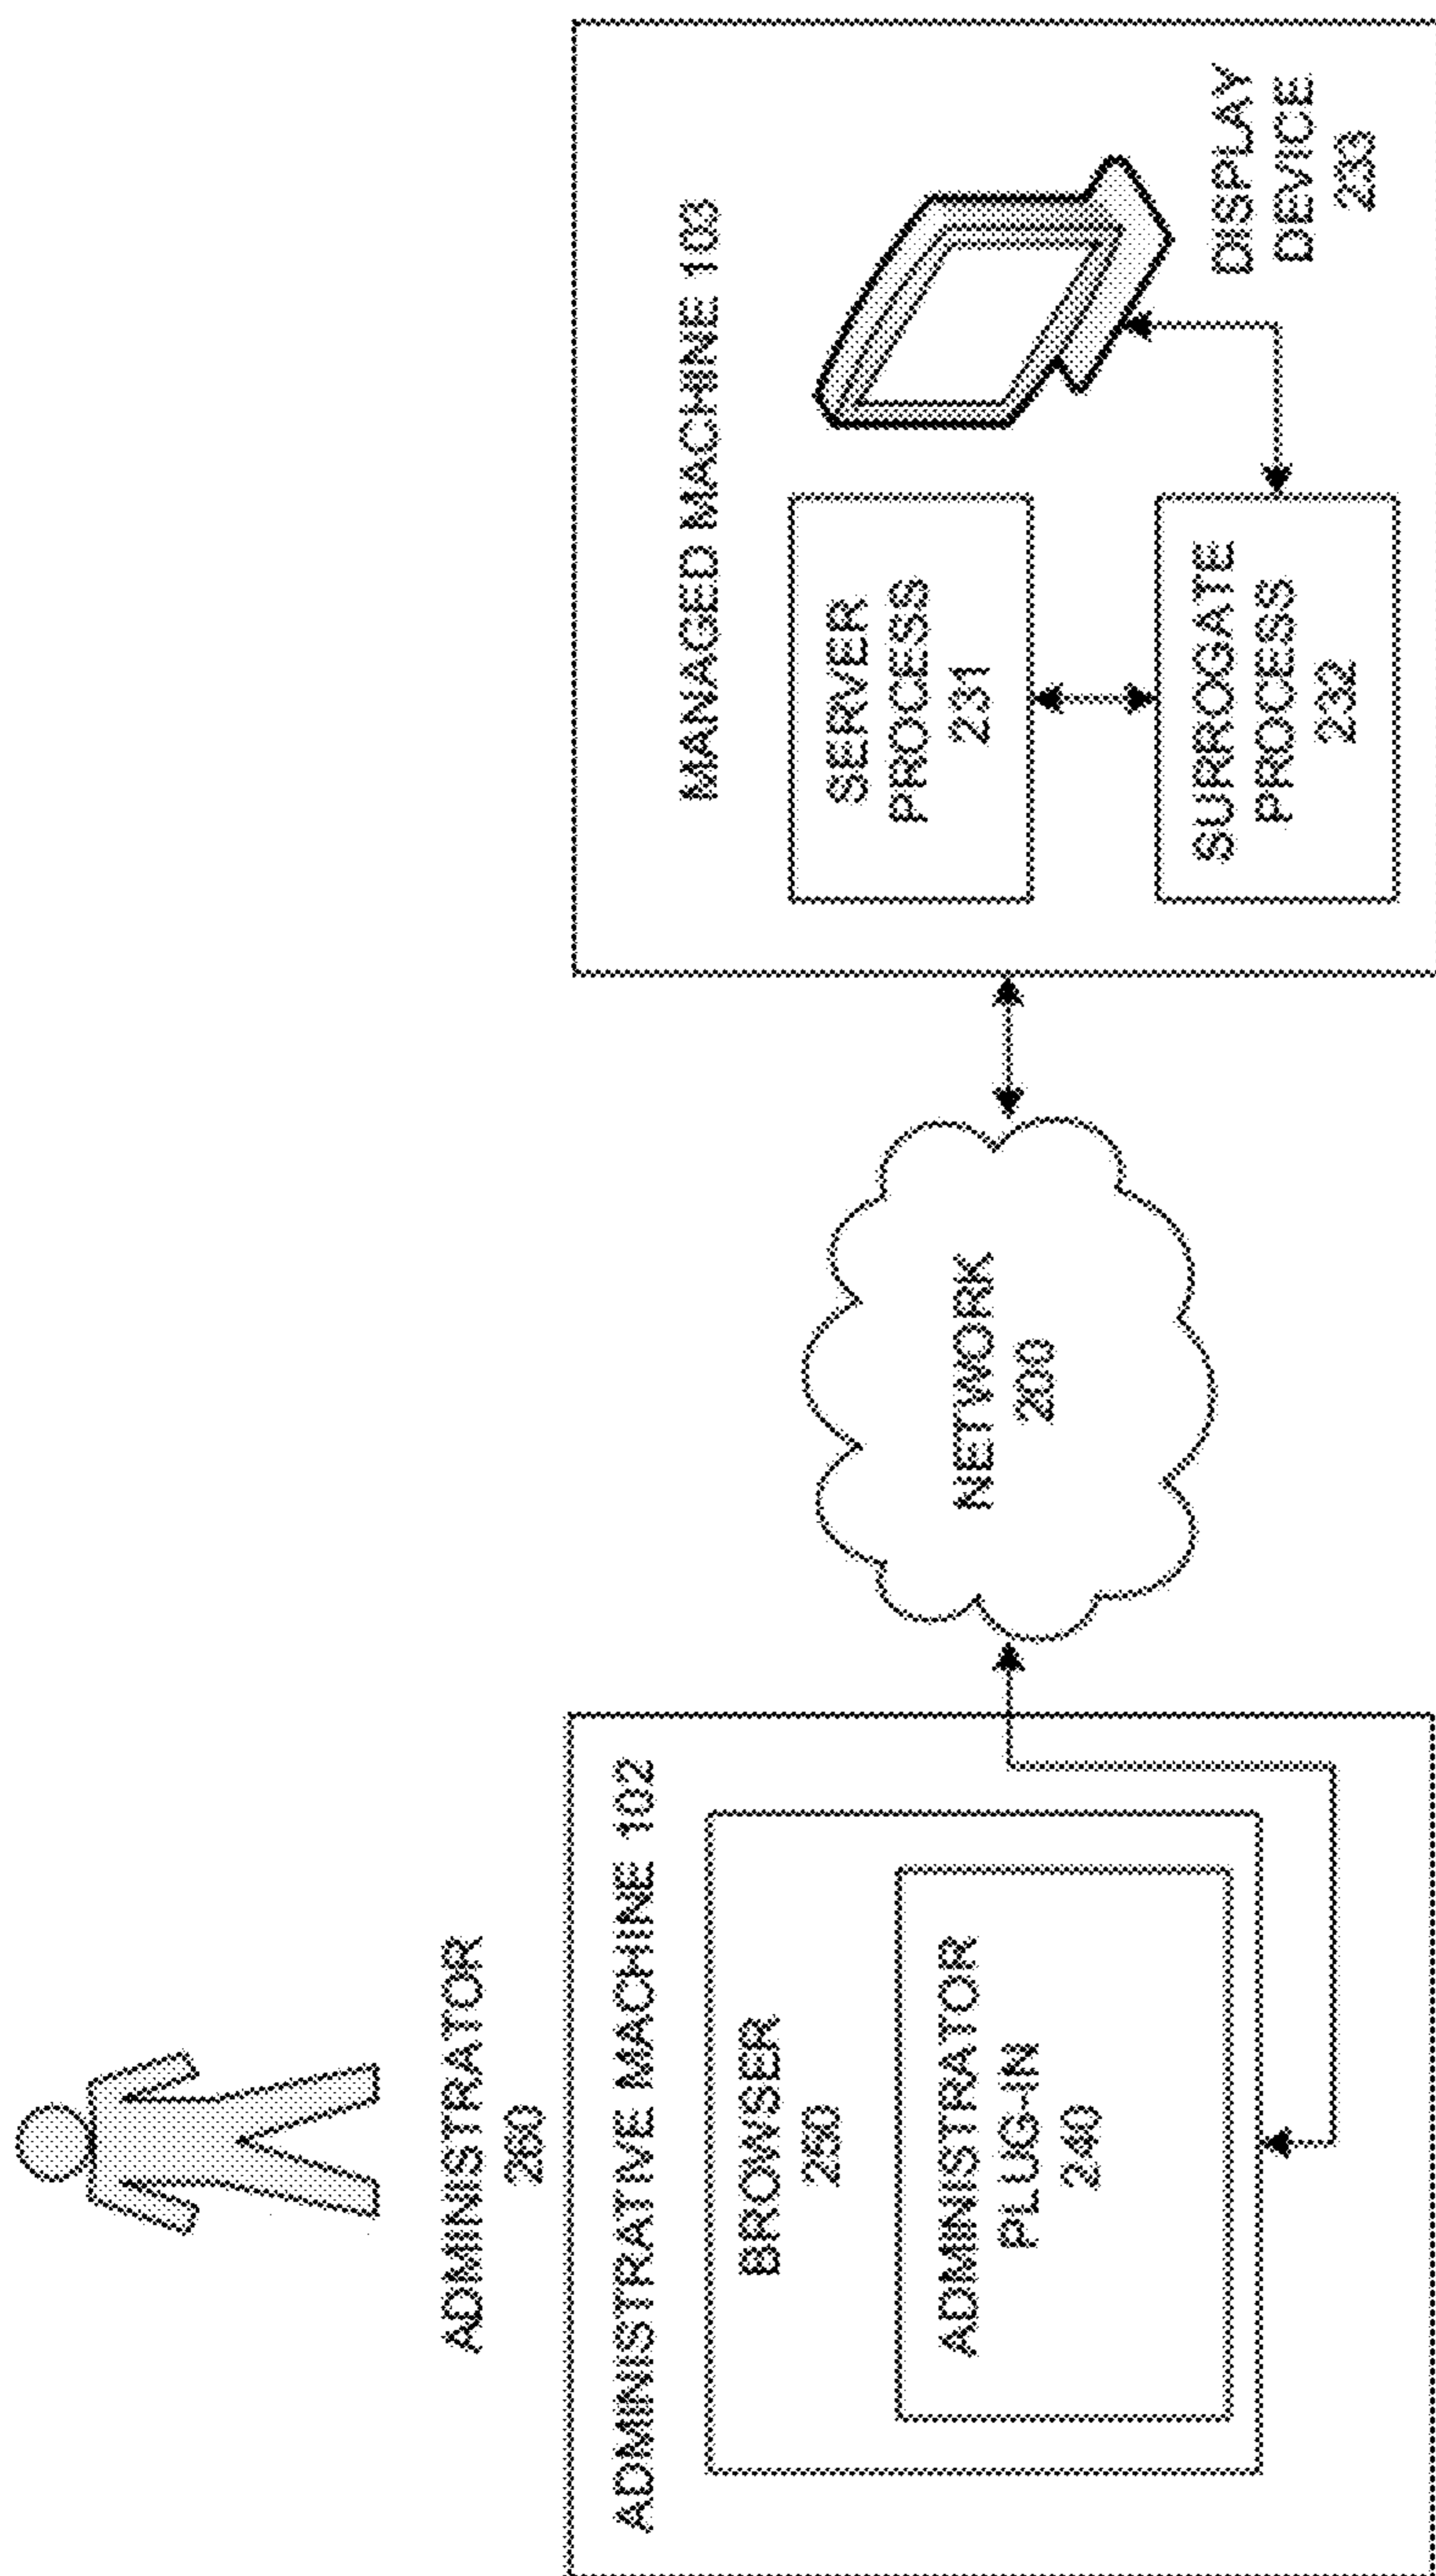 ADMINISTRATOR
260
ADMINISTRATIVE MACHINE 102
BROWSER
250
ADMINISTRATOR
PLUG-IN
240
NETWORK
200
MANAGED MACHINE 103
SERVER
PROCESS
231
SURROGATE
PROCESS
232
DISPLAY
DEVICE
233